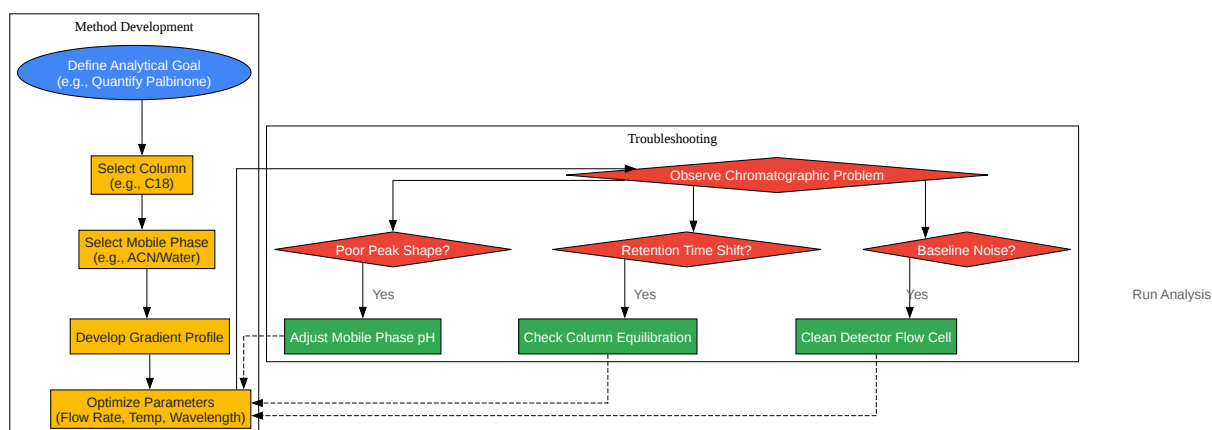 Method Development
Define Analytical Goal
(e.g., Quantify Palbinone)
Select Column
(e.g., C18)
Select Mobile Phase
(e.g., ACN/Water)
Develop Gradient Profile
Optimize Parameters
(Flow Rate, Temp, Wavelength)
Troubleshooting
Observe Chromatographic Problem
Poor Peak Shape?
Retention Time Shift?
Baseline Noise?
Yes
Yes
Yes
Run Analysis
Adjust Mobile Phase pH
Check Column Equilibration
Clean Detector Flow Cell